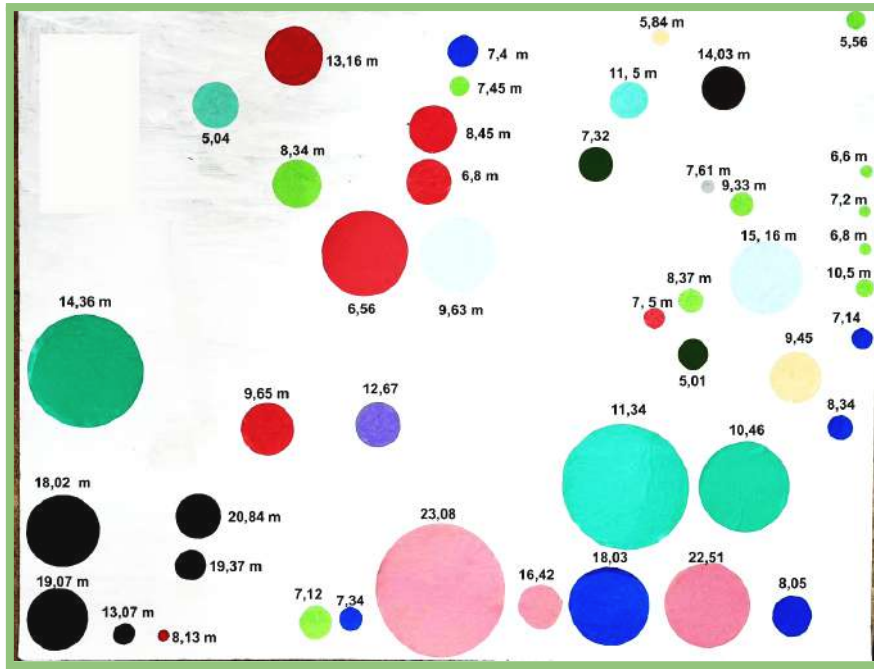 5,84 m
5,56
13,16 m
7,4 m
14,03 m
11, 5 m
7,45 m
5,04
8,45 m
7,32
8,34 m
6,8 m
7,61 m
9,33 m
6,6 m
7,2 m
6,8 m
15, 16 m
10,5 m
6,56
9,63 m
8,37 m
7, 5 m
7,14
14,36 m
5,01
9,45
9,65 m
12,67
8,34
11,34
10,46
18,02 m
20,84 m
23,08
19,37 m
18,03
22,51
16,42
19,07 m
8,05
7,12
7,34
13,07 m
8,13 m